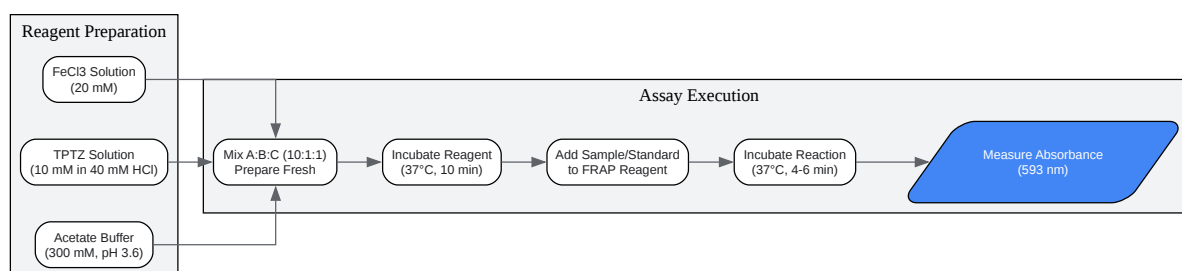 Reagent Preparation
FeCl3 Solution
(20 mM)
TPTZ Solution
(10 mM in 40 mM HCl)
Acetate Buffer
(300 mM, pH 3.6)
Assay Execution
Mix A:B:C (10:1:1)
Prepare Fresh
Incubate Reagent
(37°C, 10 min)
Add Sample/Standard
to FRAP Reagent
Incubate Reaction
(37°C, 4-6 min)
Measure Absorbance
(593 nm)